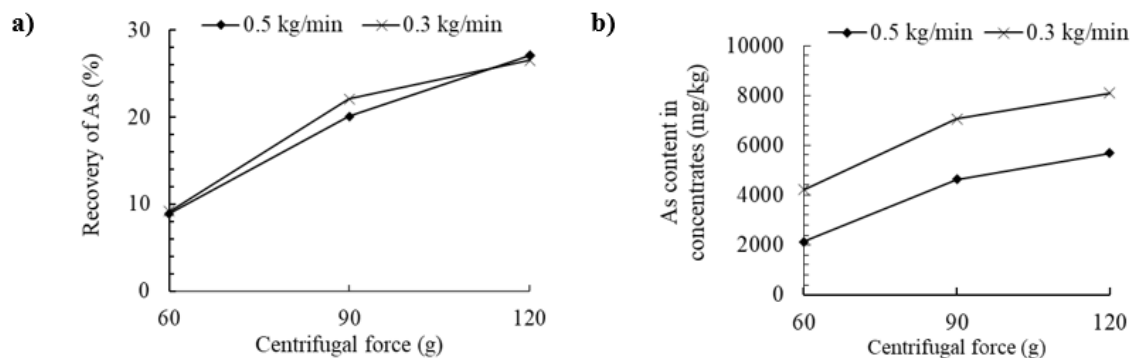 a)
0.5 kg/min 0.3 kg/min
Recovery of As (%)
30
20
10
0
60 90 120
Centrifugal force (g)
b)
0.5 kg/min 0.3 kg/min
As content in
concentrates (mg/kg)
10000
8000
6000
4000
2000
0
60 90 120
Centrifugal force (g)